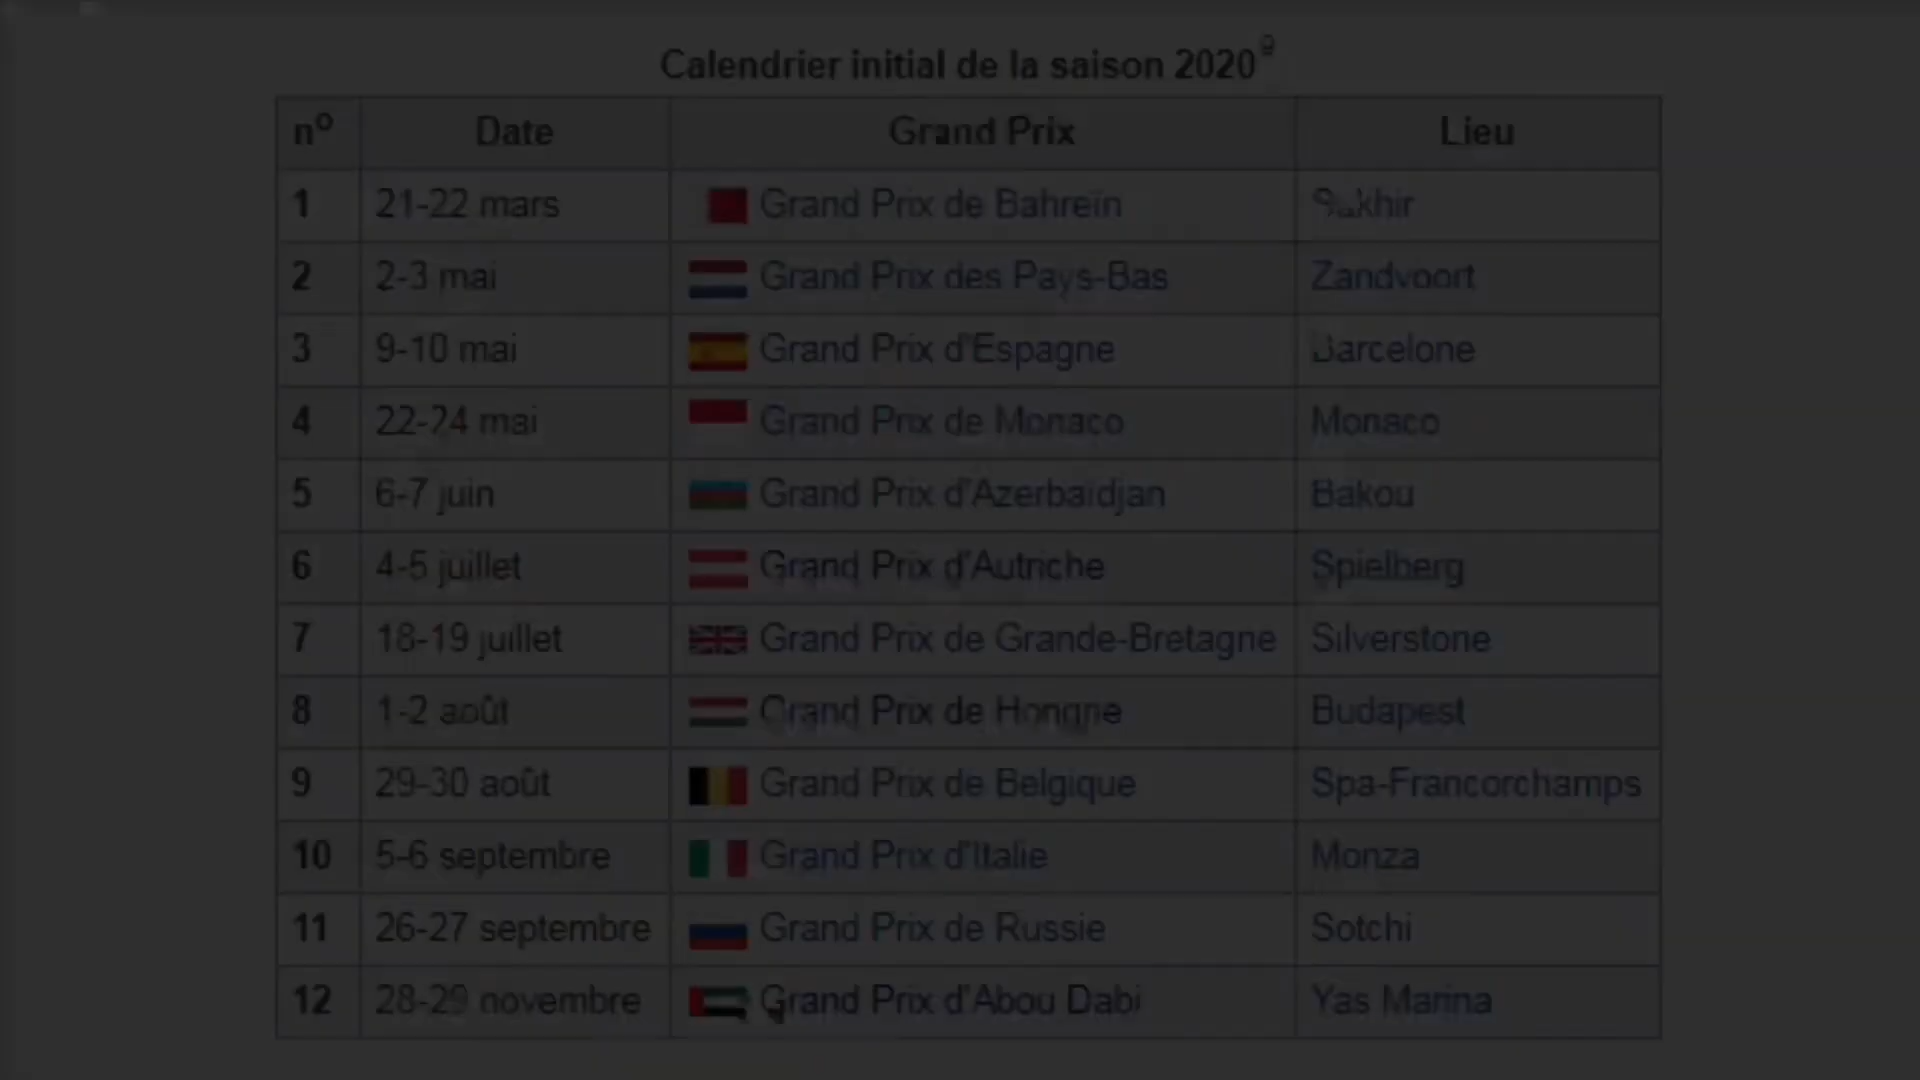 Calendrier initial de la saison 2020⁹
nº Date Grand Prix Lieu
1 21-22 mars Grand Prix de Bahreïn Sakhir
2 2-3 mai Grand Prix des Pays-Bas Zandvoort
3 9-10 mai Grand Prix d'Espagne Barcelone
4 22-24 mai Grand Prix de Monaco Monaco
5 6-7 juin Grand Prix d'Azerbaïdjan Bakou
6 4-5 juillet Grand Prix d'Autriche Spielberg
7 18-19 juillet Grand Prix de Grande-Bretagne Silverstone
8 1-2 août Grand Prix de Hongrie Budapest
9 29-30 août Grand Prix de Belgique Spa-Francorchamps
10 5-6 septembre Grand Prix d'Italie Monza
11 26-27 septembre Grand Prix de Russie Sotchi
12 28-29 novembre Grand Prix d'Abou Dabi Yas Marina